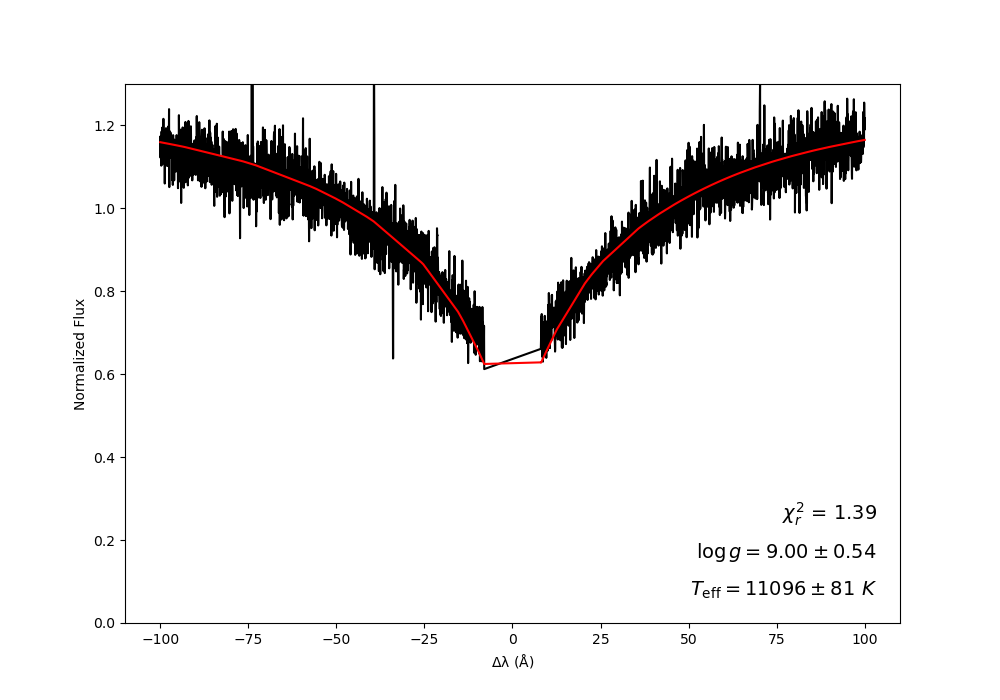 1.2
1.0
0.8
0.6
0.4
0.2
0.0
Normalized Flux
χ²ᵣ = 1.39
log g = 9.00 ± 0.54
T_eff = 11096 ± 81 K
−100 −75 −50 −25 0 25 50 75 100
Δλ (Å)